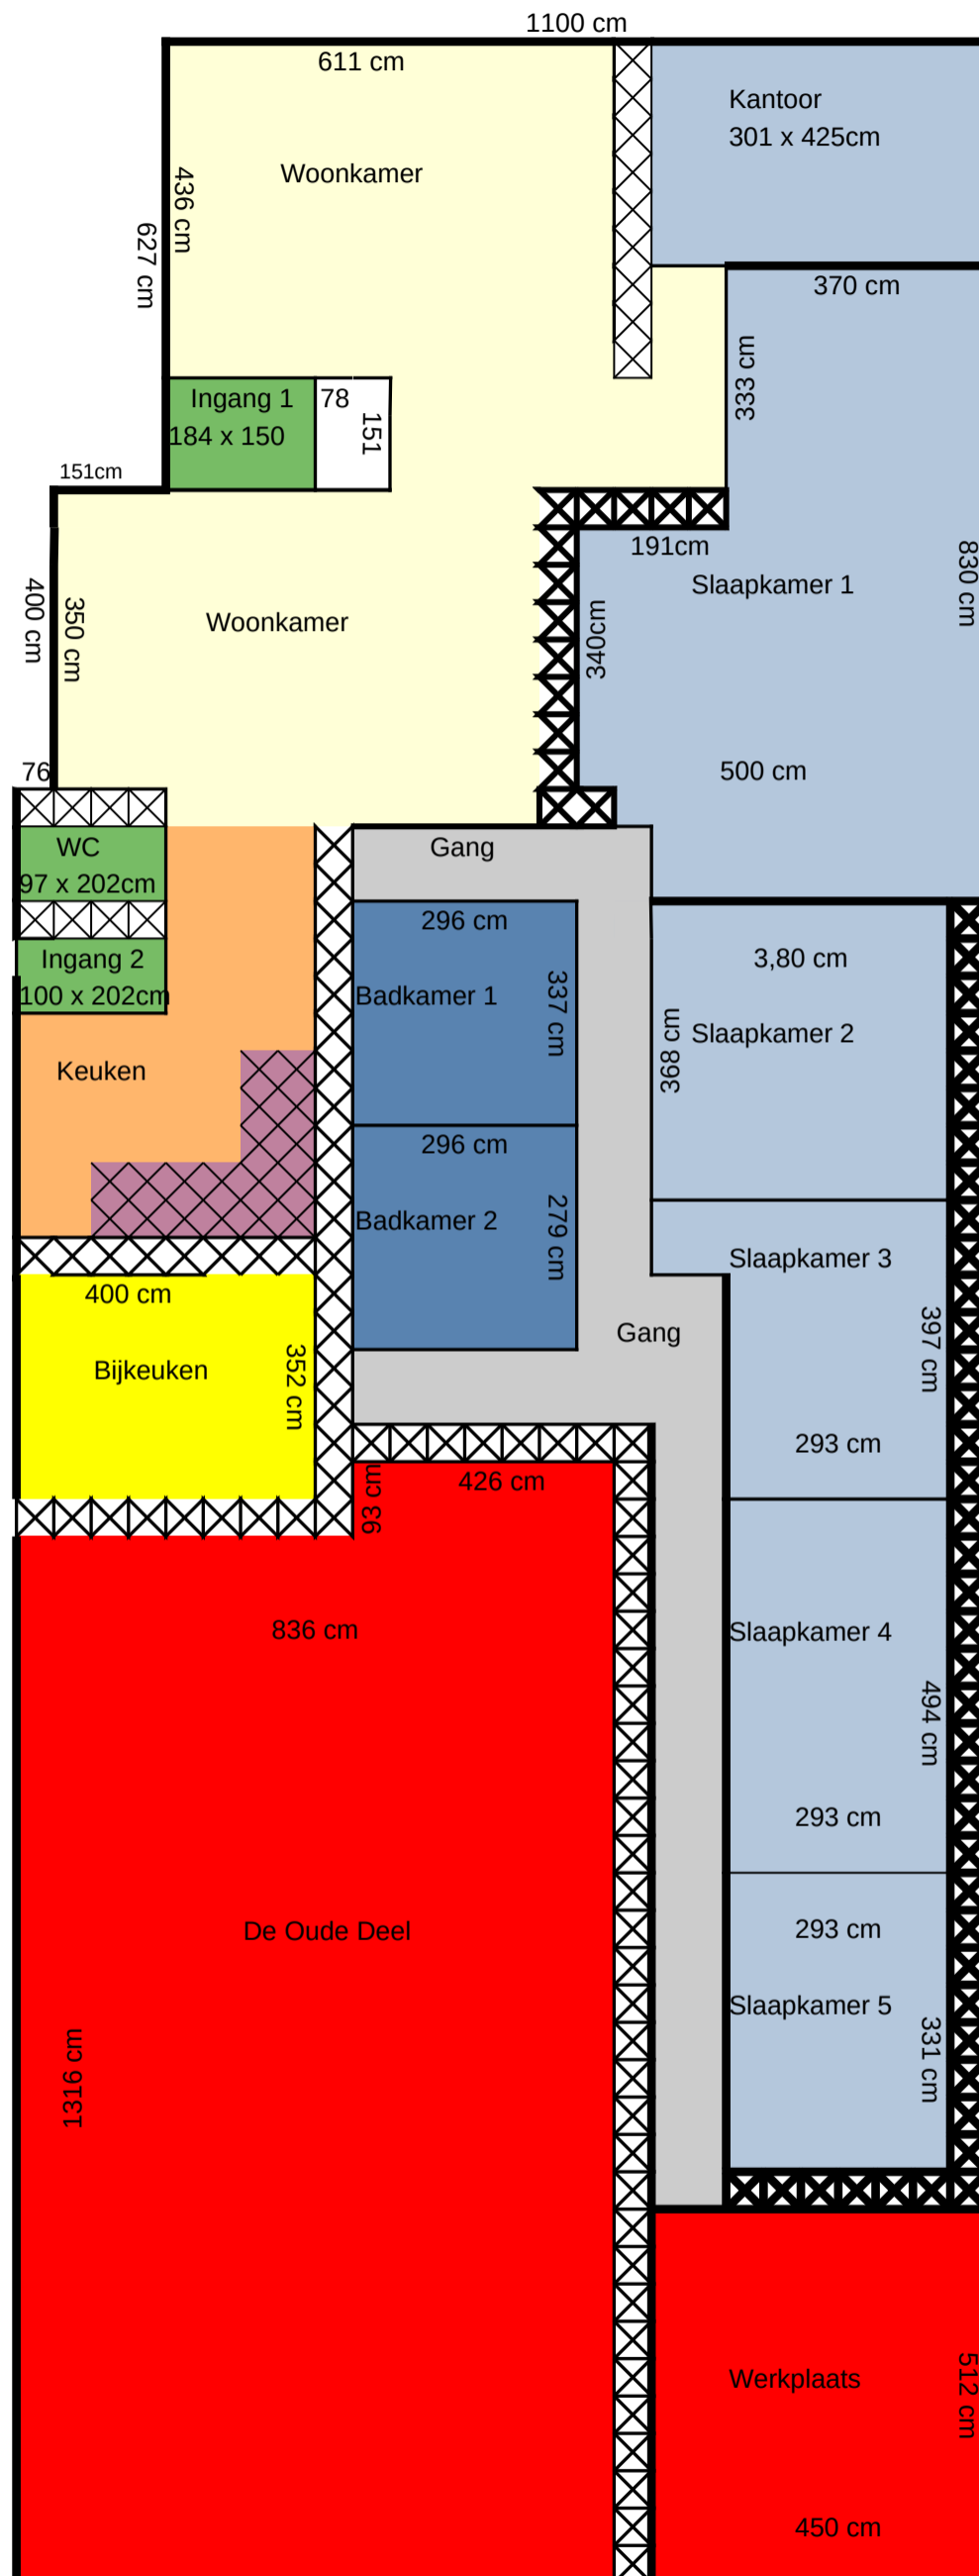 1100 cm
611 cm
Kantoor
301 x 425cm
Woonkamer
436 cm
627 cm
370 cm
333 cm
Ingang 1
184 x 150
78
151
151cm
191cm
Slaapkamer 1
830 cm
400 cm
350 cm
Woonkamer
340cm
500 cm
76
WC
97 x 202cm
Gang
296 cm
3,80 cm
Ingang 2
100 x 202cm
Badkamer 1
337 cm
398 cm
Slaapkamer 2
Keuken
296 cm
Badkamer 2
279 cm
Slaapkamer 3
400 cm
Gang
397 cm
Bijkeuken
352 cm
293 cm
426 cm
93 cm
836 cm
Slaapkamer 4
494 cm
293 cm
De Oude Deel
293 cm
Slaapkamer 5
331 cm
1316 cm
Werkplaats
512 cm
450 cm